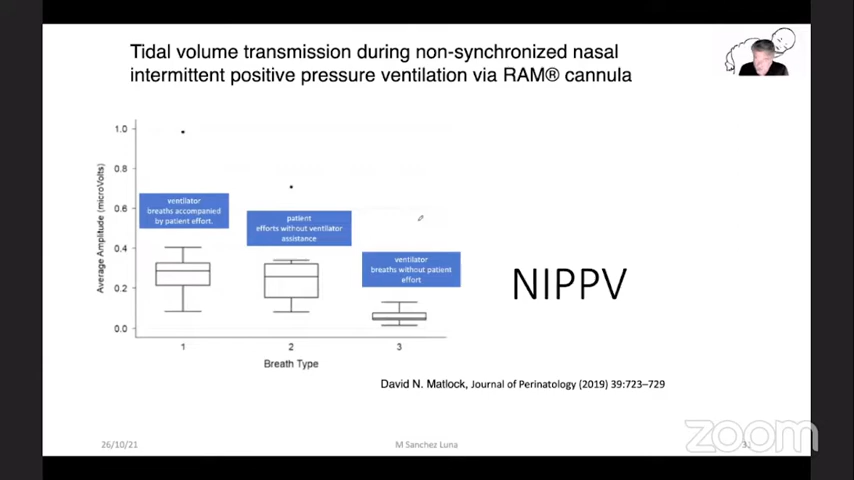 Tidal volume transmission during non-synchronized nasal
intermittent positive pressure ventilation via RAM® cannula
Average Amplitude (microVolts)
1.0
0.8
0.6
0.4
0.2
0.0
ventilator
breaths accompanied
by patient effort.
patient
efforts without ventilator
assistance
ventilator
breaths without patient
effort
1
2
3
Breath Type
NIPPV
David N. Matlock, Journal of Perinatology (2019) 39:723–729
26/10/21
M Sanchez Luna
zoom